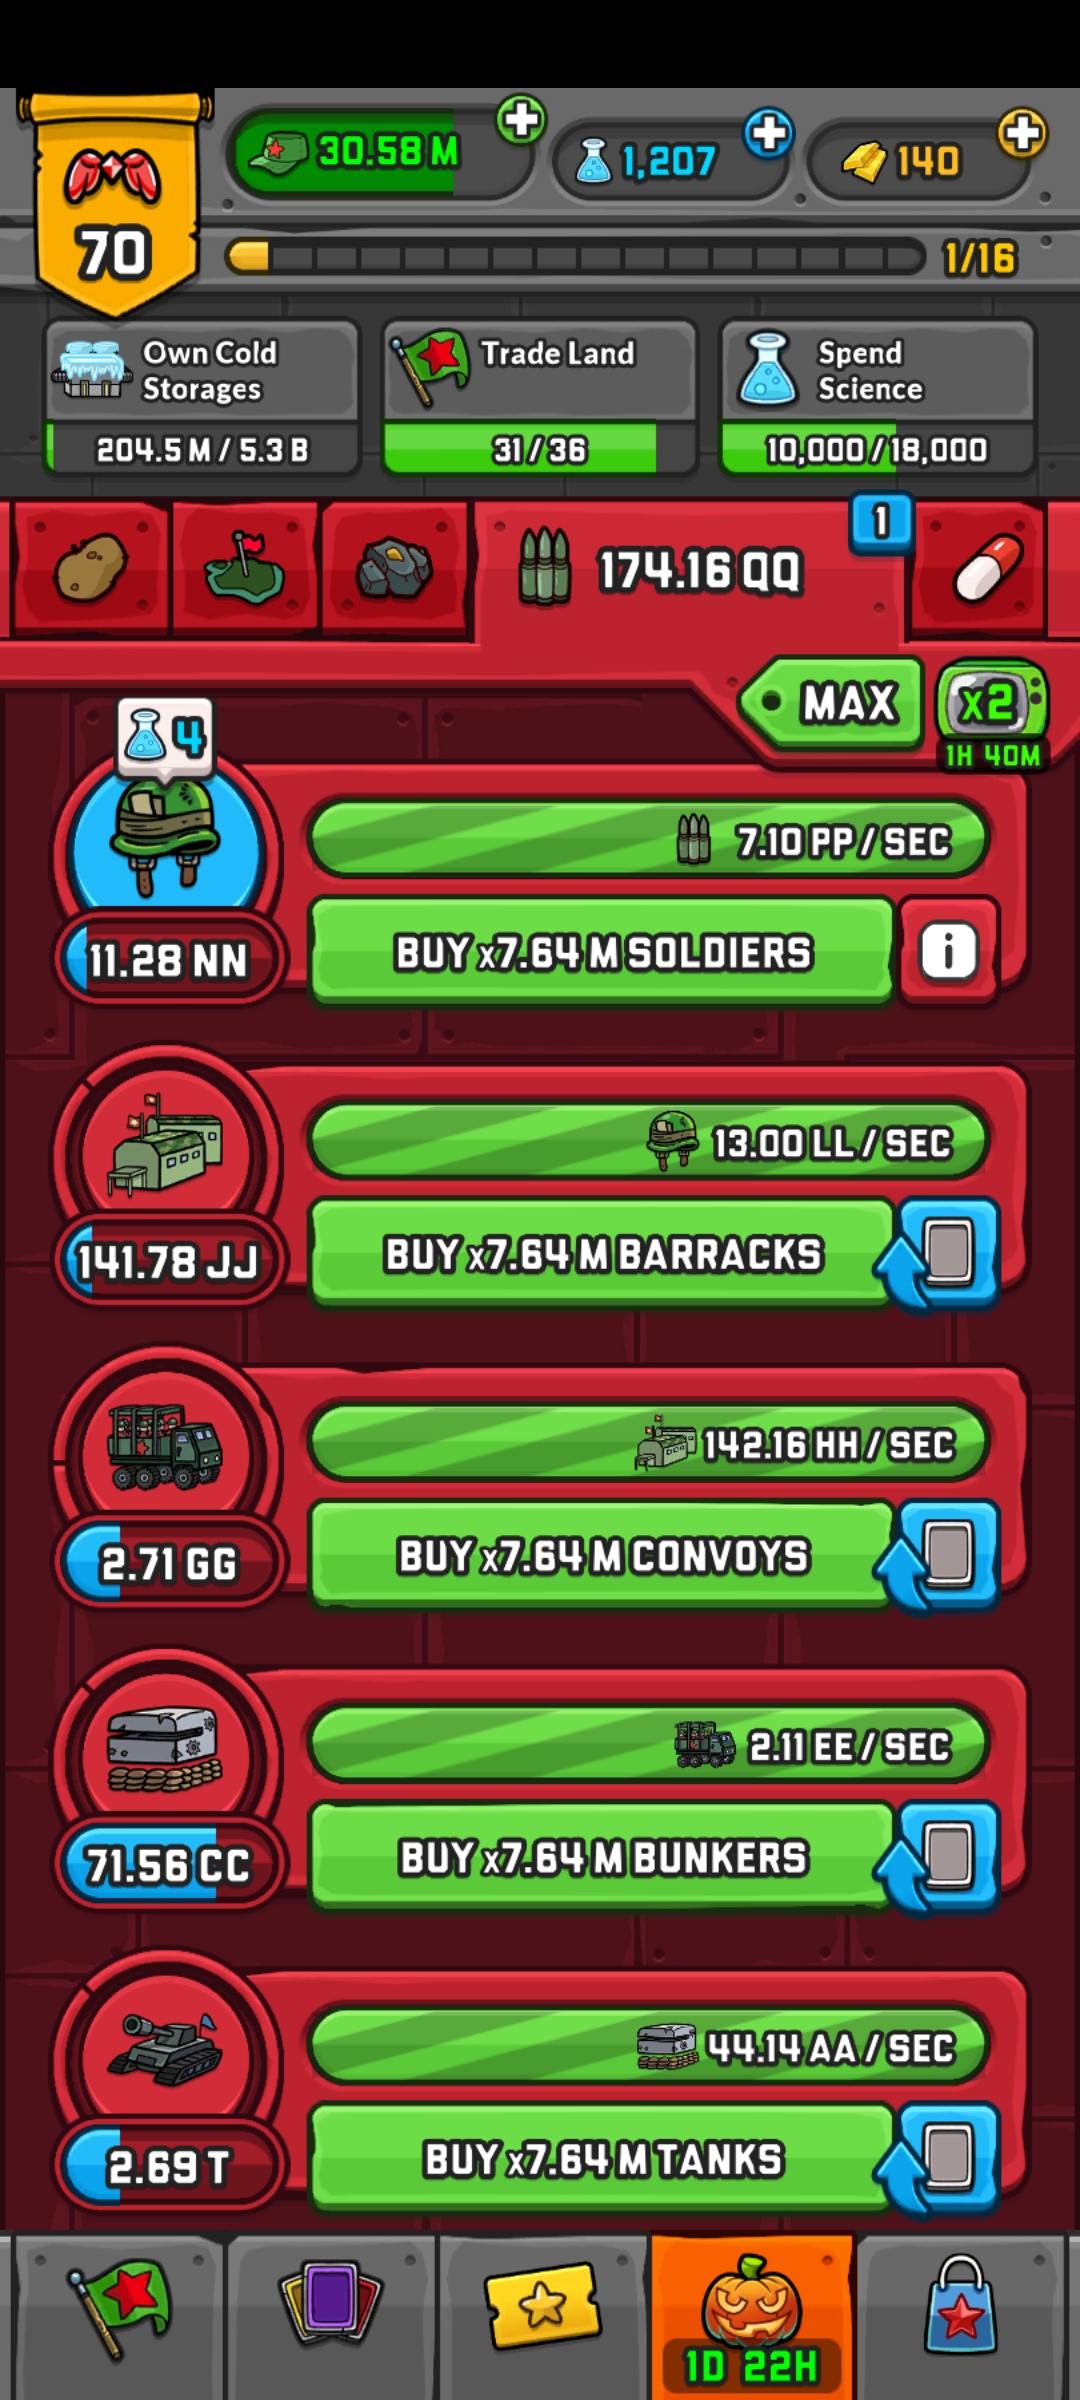 70
30.58 M
1,207
140
1/16
Own Cold
Storages
204.5 M / 5.3 B
Trade Land
31 / 36
Spend
Science
10,000 / 18,000
174.16 QQ
1
MAX
x2
1H 40M
4
7.10 PP / SEC
11.28 NN
BUY x7.64 M SOLDIERS
i
13.00 LL / SEC
141.78 JJ
BUY x7.64 M BARRACKS
142.16 HH / SEC
2.71 GG
BUY x7.64 M CONVOYS
2.11 EE / SEC
71.56 CC
BUY x7.64 M BUNKERS
44.14 AA / SEC
2.69 T
BUY x7.64 M TANKS
1D 22H